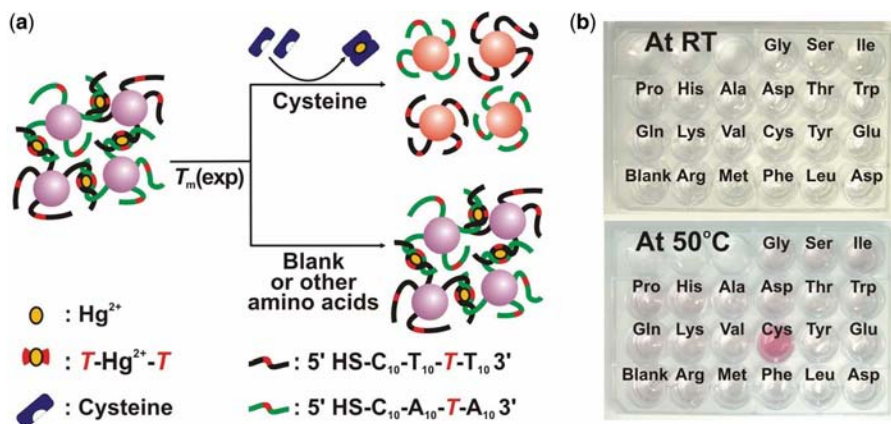 (a)
Cysteine
Tm(exp)
Blank
or other
amino acids
: Hg2+
: T-Hg2+-T
: Cysteine
: 5' HS-C10-T10-T-T10 3'
: 5' HS-C10-A10-T-A10 3'
(b)
At RT
Gly Ser Ile
Pro His Ala Asp Thr Trp
Gln Lys Val Cys Tyr Glu
Blank Arg Met Phe Leu Asp
At 50°C
Gly Ser Ile
Pro His Ala Asp Thr Trp
Gln Lys Val Cys Tyr Glu
Blank Arg Met Phe Leu Asp